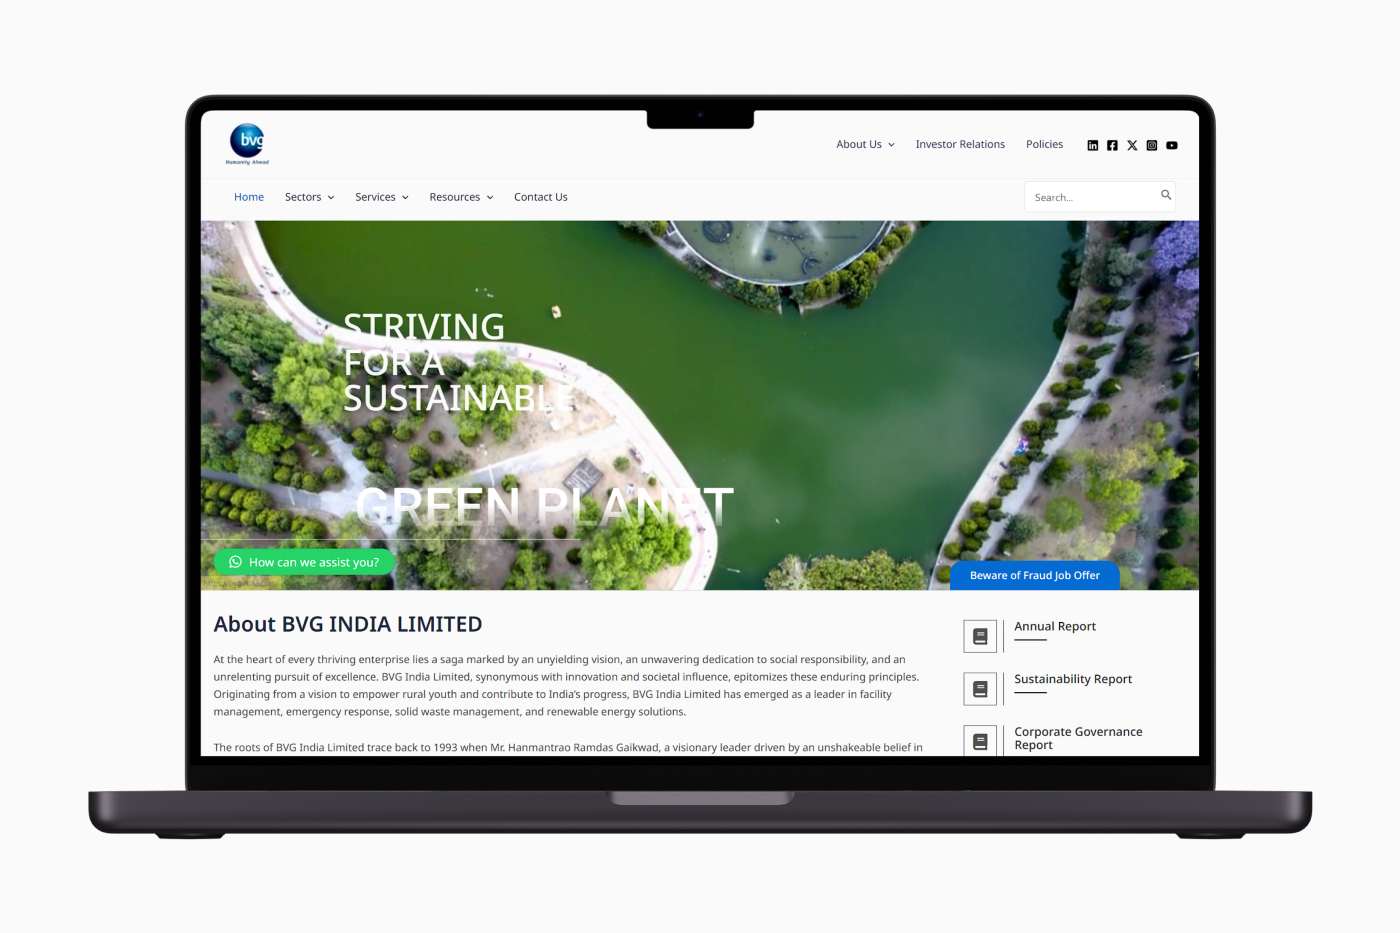 bvg
Humanity Ahead
About Us
Investor Relations
Policies
Home
Sectors
Services
Resources
Contact Us
Search...
STRIVING
FOR A
SUSTAINABLE
GREEN PLANET
How can we assist you?
Beware of Fraud Job Offer
About BVG INDIA LIMITED
At the heart of every thriving enterprise lies a saga marked by an unyielding vision, an unwavering dedication to social responsibility, and an
unrelenting pursuit of excellence. BVG India Limited, synonymous with innovation and societal influence, epitomizes these enduring principles.
Originating from a vision to empower rural youth and contribute to India's progress, BVG India Limited has emerged as a leader in facility
management, emergency response, solid waste management, and renewable energy solutions.
The roots of BVG India Limited trace back to 1993 when Mr. Hanmantrao Ramdas Gaikwad, a visionary leader driven by an unshakeable belief in
Annual Report
Sustainability Report
Corporate Governance
Report